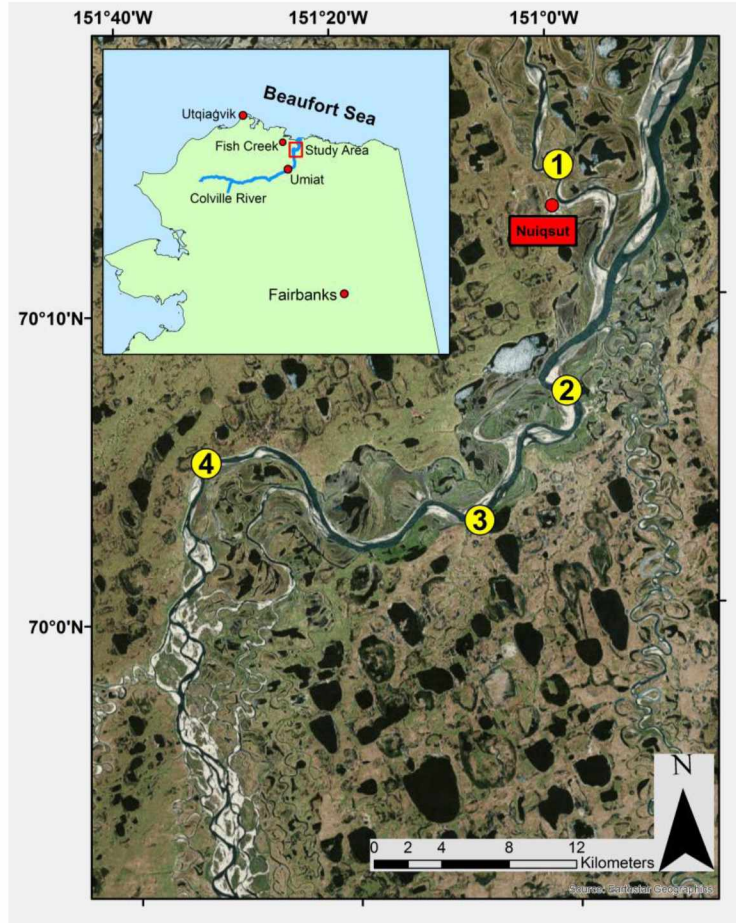 151°40'W 151°20'W 151°0'W
Beaufort Sea
Utqiaġvik
Fish Creek
Study Area
Umiat
Colville River
Fairbanks
1
Nuiqsut
70°10'N
2
4
3
70°0'N
N
0 2 4 8 12
Kilometers
Source: Earthstar Geographics